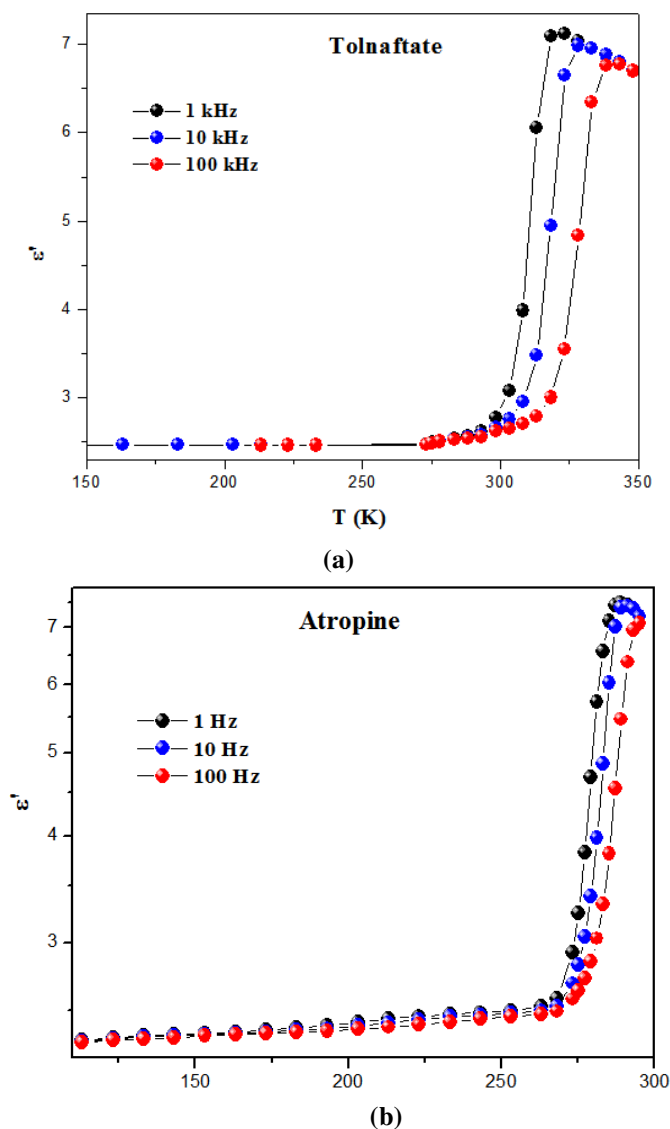 Tolnaftate
1 kHz
10 kHz
100 kHz
7
6
5
4
3
ε'
150 200 250 300 350
T (K)
(a)
Atropine
1 Hz
10 Hz
100 Hz
7
5
4
3
ε'
150 200 250 300
(b)